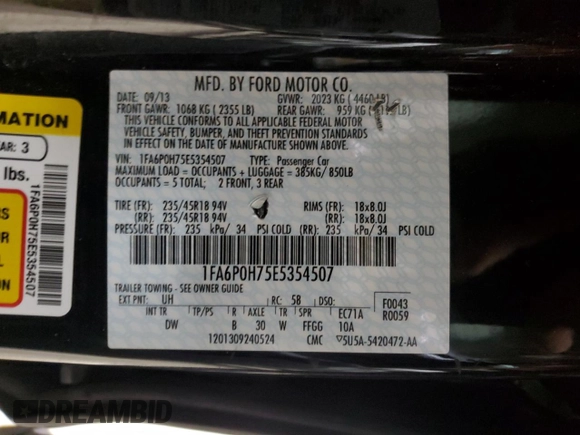 MFD. BY FORD MOTOR CO.
DATE: 09/13 GVWR: 2023 KG ( 4460 LB)
FRONT GAWR: 1068 KG ( 2355 LB) REAR GAWR: 959 KG ( LB)
THIS VEHICLE CONFORMS TO ALL APPLICABLE FEDERAL MOTOR
VEHICLE SAFETY, BUMPER, AND THEFT PREVENTION STANDARDS
IN EFFECT ON THE DATE OF MANUFACTURE SHOWN ABOVE.
VIN: 1FA6P0H75E5354507 TYPE: Passenger Car
MAXIMUM LOAD = OCCUPANTS + LUGGAGE = 385KG/ 850LB
OCCUPANTS = 5 TOTAL; 2 FRONT, 3 REAR
TIRE (FR): 235/45R18 94V RIMS (FR): 18x8.0J
(RR): 235/45R18 94V (RR): 18x8.0J
PRESSURE (FR): 235 kPa/ 34 PSI COLD (RR): 235 kPa/ 34 PSI COLD
1FA6P0H75E5354507
TRAILER TOWING - SEE OWNER GUIDE
EXT PNT: UH RC: 5B DSO: F0043
INT TR TP/PS R AXLE TR SPR EC71A R0059
DW B 30 W FFGG 10A
1201309240524 CMC ▽5U5A-5420472-AA
RMATION
AR: 3
lbs.
1FA6P0H75E5354507
S
OR
L
ON
DREAMBID